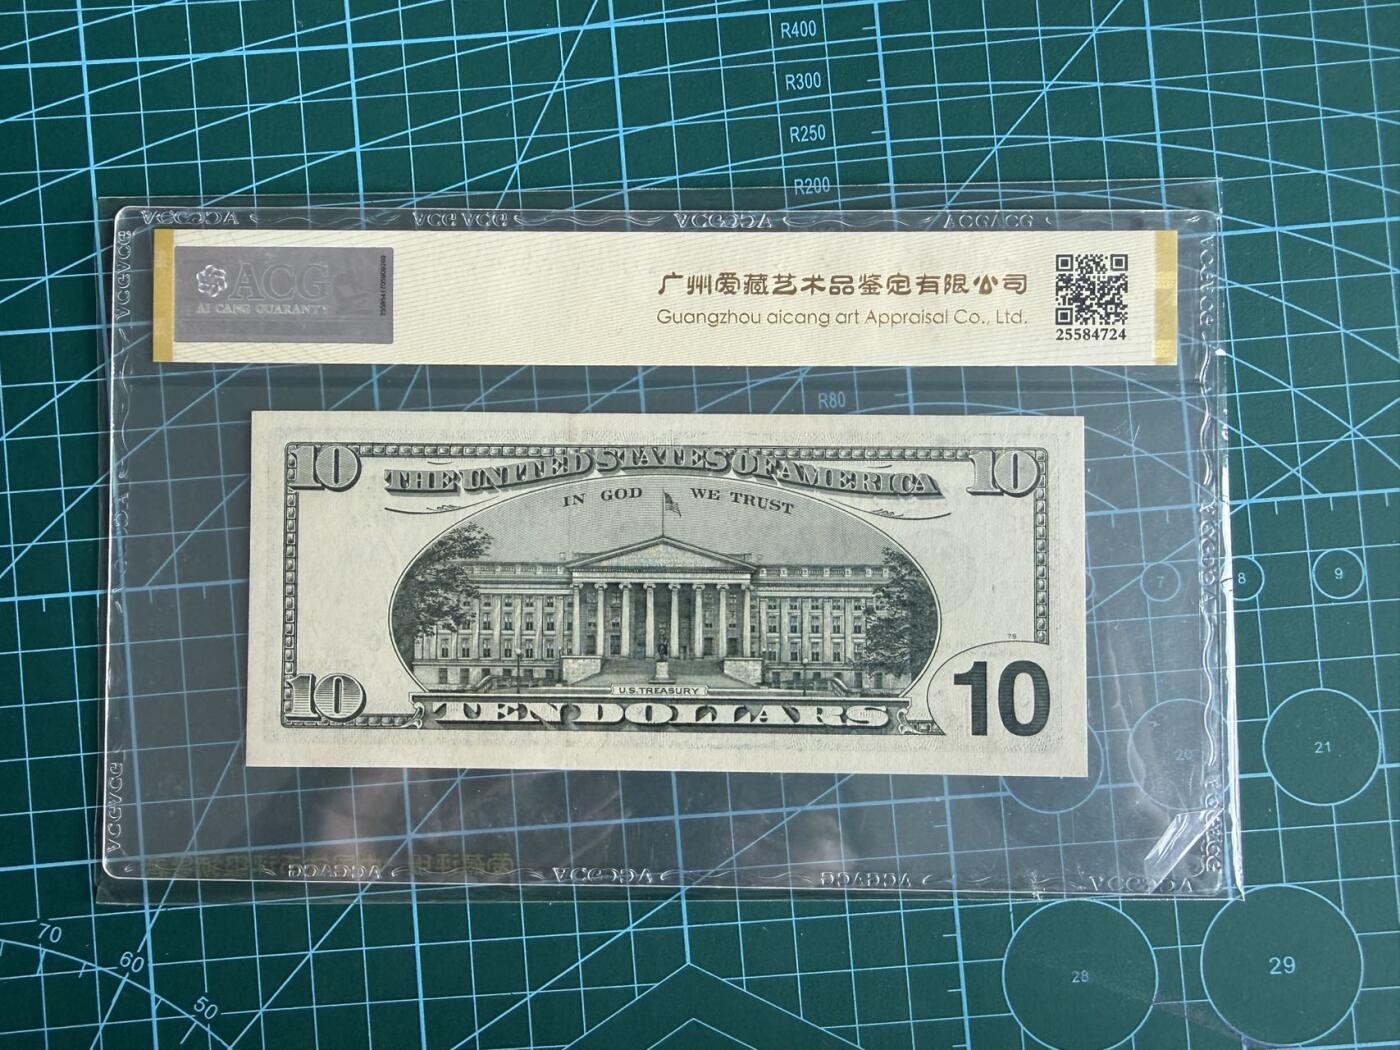 R400
R300
R250
R200
ACG
AI CANG GUARANTY
广州爱藏艺术品鉴定有限公司
Guangzhou aicang art Appraisal Co., Ltd.
25584724
R80
10
THE UNITED STATES OF AMERICA
10
IN GOD WE TRUST
7
8
9
76
U.S. TREASURY
10
TEN DOLLARS
10
20
21
70
60
50
28
29